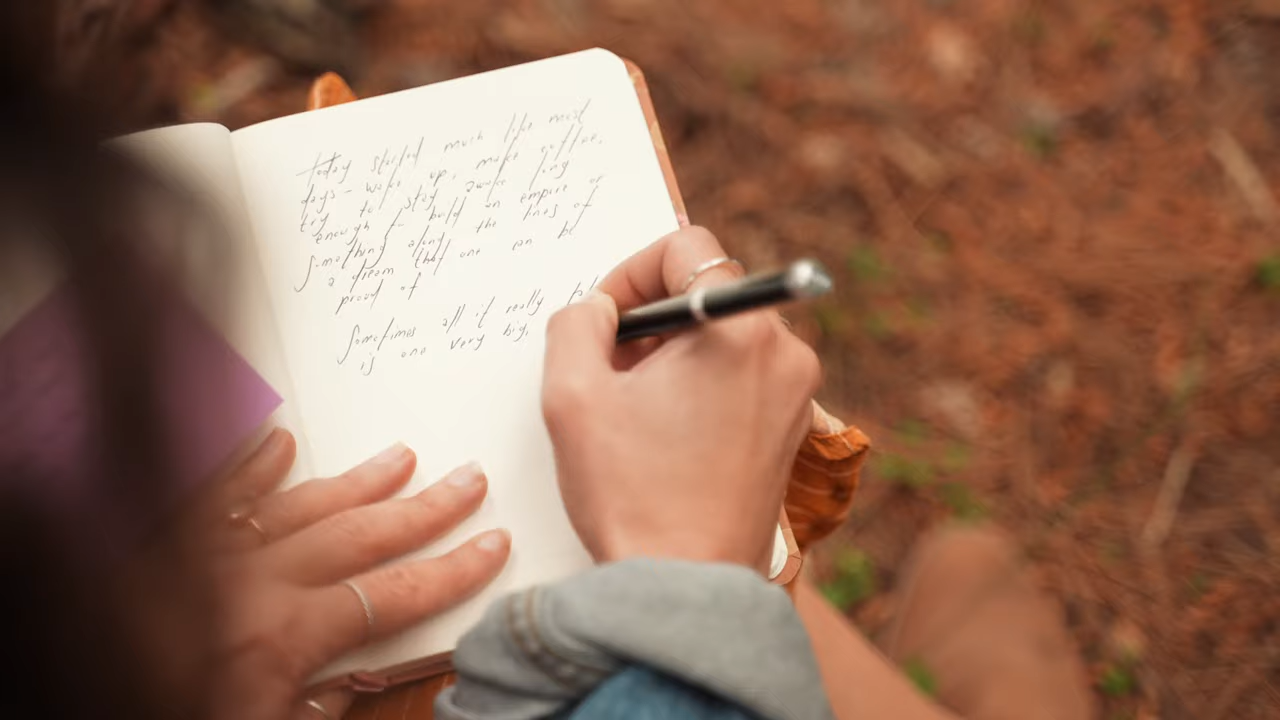 today started much like most
days - wake up, make coffee,
try to stay awake long
enough to build an empire or
something along the lines of
a dream that one can be
proud of
Sometimes all it really
is one very big,